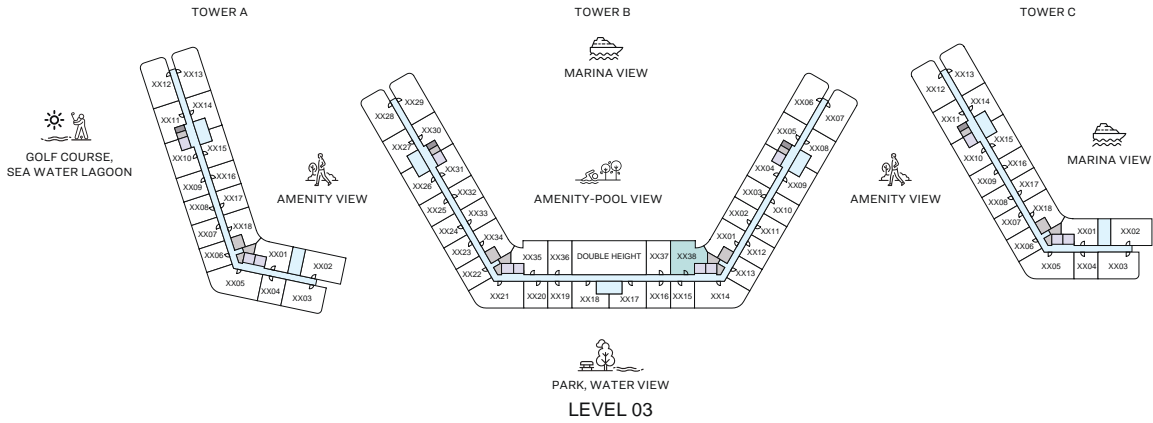 TOWER A
TOWER B
TOWER C
MARINA VIEW
GOLF COURSE,
SEA WATER LAGOON
AMENITY VIEW
AMENITY-POOL VIEW
AMENITY VIEW
MARINA VIEW
XX13
XX12
XX14
XX11
XX15
XX10
XX16
XX09
XX17
XX08
XX18
XX07
XX06
XX01
XX02
XX05
XX04
XX03
XX29
XX28
XX30
XX27
XX31
XX26
XX32
XX25
XX33
XX24
XX34
XX23
XX22
XX35
XX36
DOUBLE HEIGHT
XX37
XX38
XX21
XX20
XX19
XX18
XX17
XX16
XX15
XX14
XX06
XX07
XX05
XX08
XX04
XX09
XX03
XX10
XX02
XX11
XX01
XX12
XX13
XX13
XX12
XX14
XX11
XX15
XX10
XX16
XX09
XX17
XX08
XX18
XX07
XX01
XX02
XX06
XX05
XX04
XX03
PARK, WATER VIEW
LEVEL 03